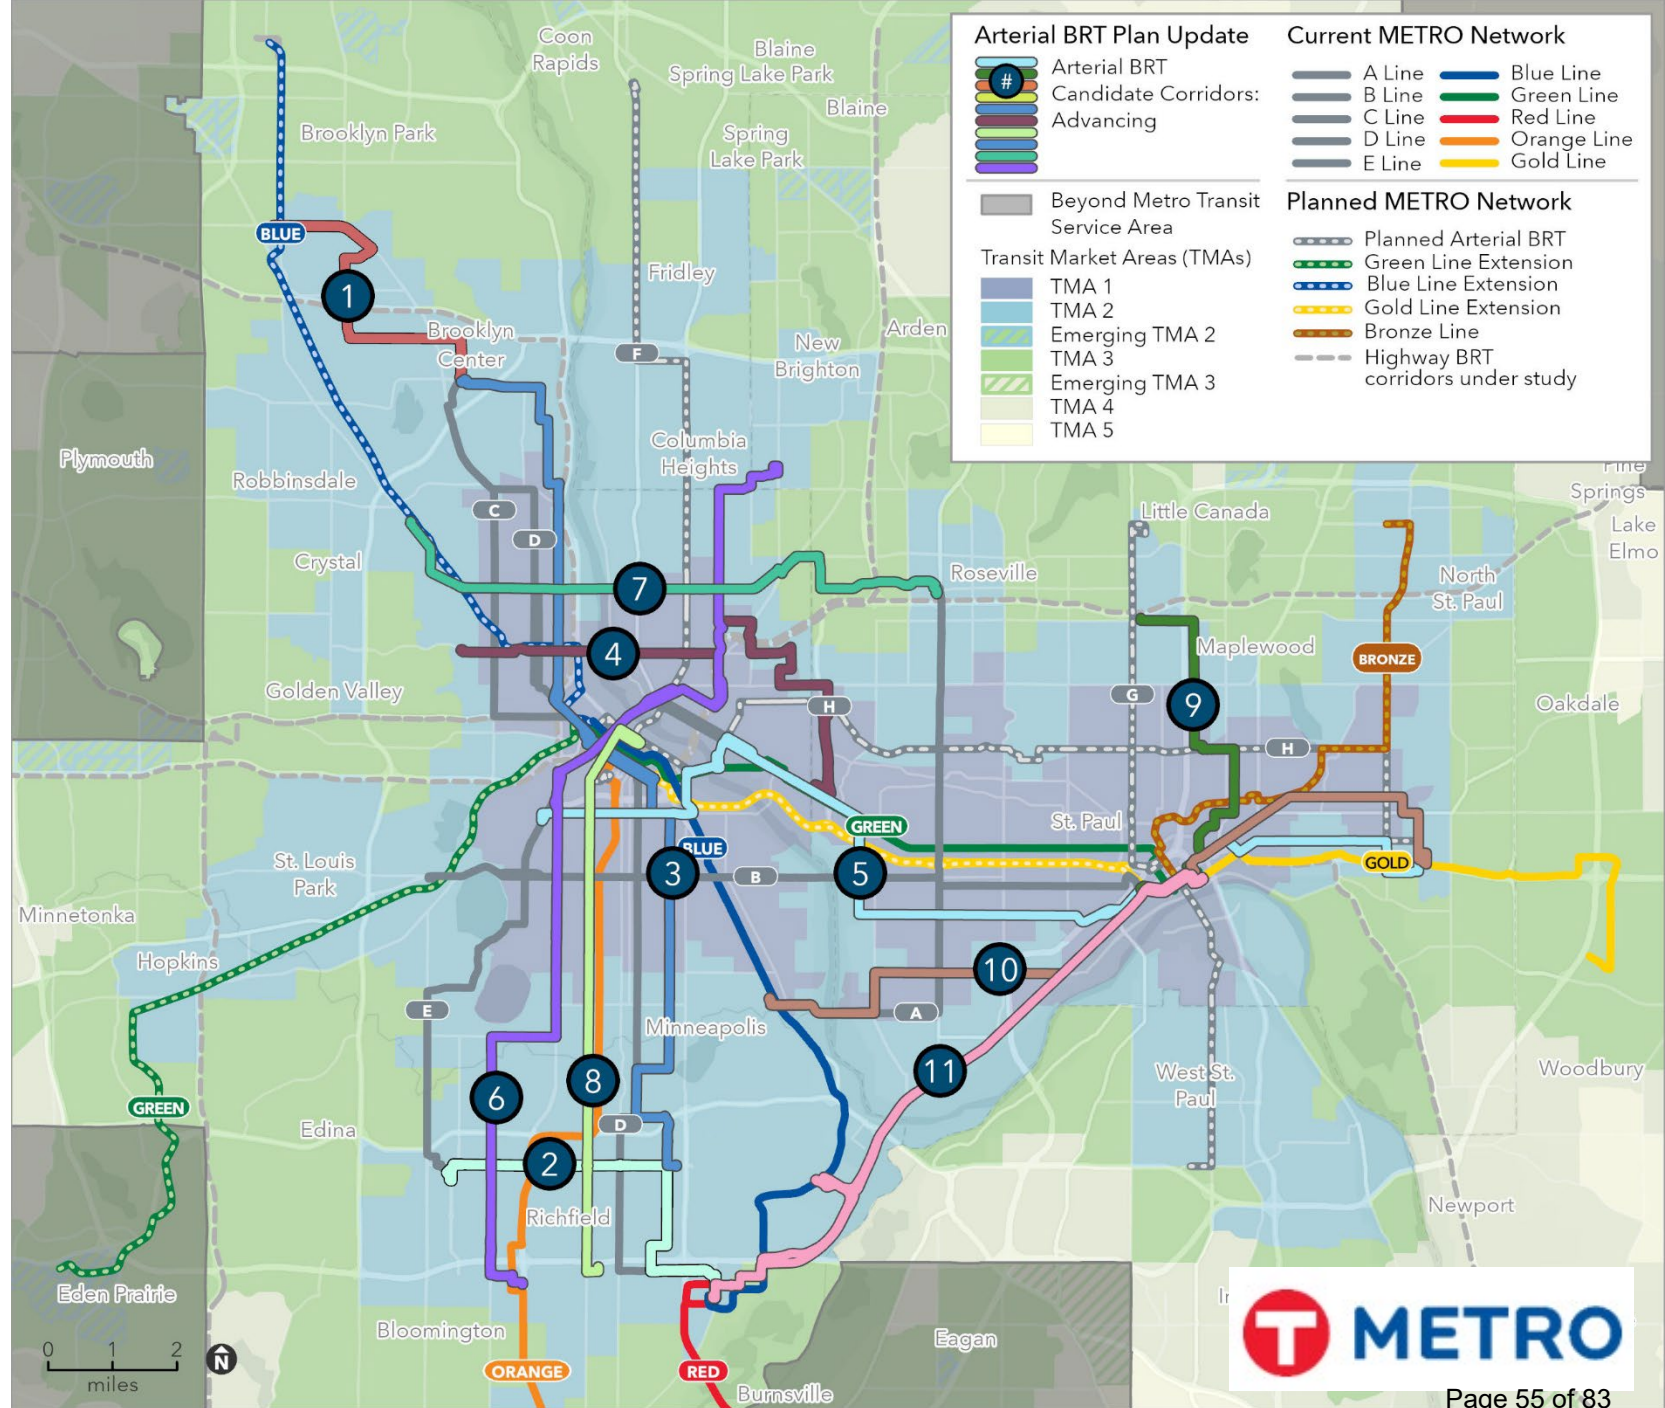 Arterial BRT Plan Update
#
Arterial BRT
Candidate Corridors:
Advancing
Beyond Metro Transit
Service Area
Transit Market Areas (TMAs)
TMA 1
TMA 2
Emerging TMA 2
TMA 3
Emerging TMA 3
TMA 4
TMA 5
Current METRO Network
A Line
B Line
C Line
D Line
E Line
Blue Line
Green Line
Red Line
Orange Line
Gold Line
Planned METRO Network
Planned Arterial BRT
Green Line Extension
Blue Line Extension
Gold Line Extension
Bronze Line
Highway BRT
corridors under study
Coon
Rapids
Blaine
Spring Lake Park
Blaine
Brooklyn Park
Spring
Lake Park
BLUE
Fridley
1
Brooklyn
Center
F
Arden
New
Brighton
Plymouth
Columbia
Heights
Robbinsdale
Pine
Springs
Lake
Elmo
C
D
Little Canada
Crystal
7
Roseville
North
St. Paul
4
Maplewood
BRONZE
Golden Valley
G
9
H
Oakdale
H
St. Paul
GREEN
BLUE
St. Louis
Park
3
B
5
GOLD
Minnetonka
Hopkins
10
E
A
Minneapolis
11
6
8
GREEN
West St.
Paul
Woodbury
Edina
D
2
Richfield
Newport
Eden Prairie
Bloomington
Eagan
ORANGE
RED
Burnsville
0 1 2
miles
N
T METRO
Page 55 of 83